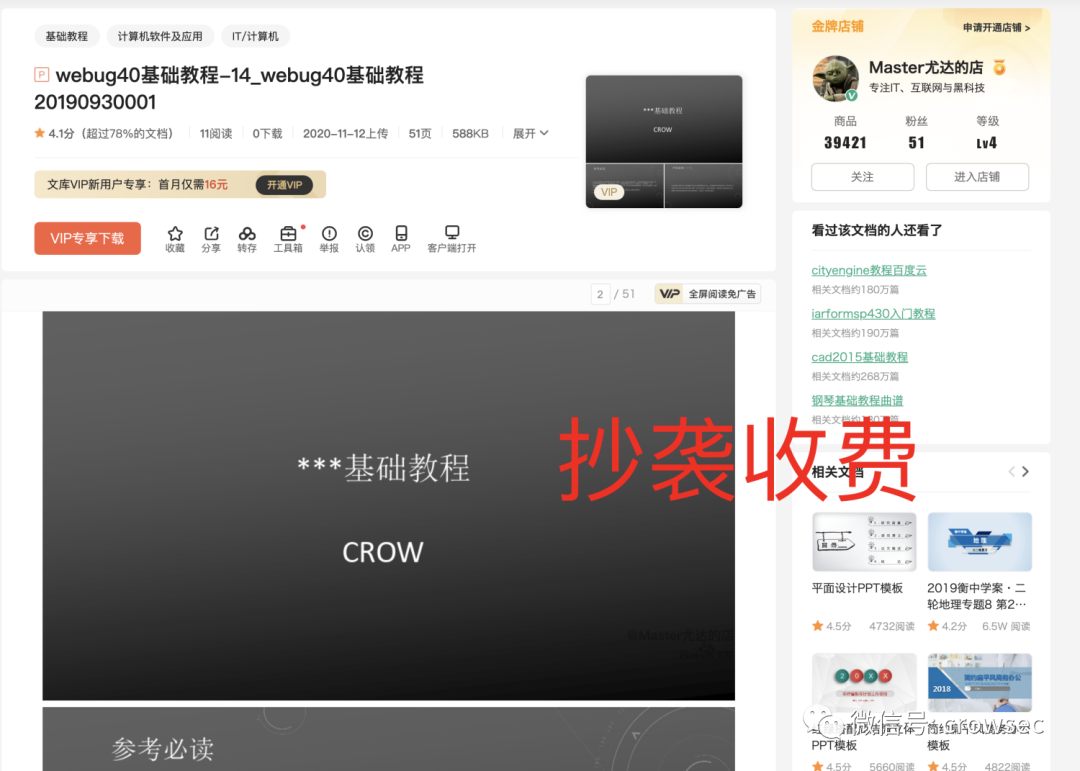 基础教程 计算机软件及应用 IT/计算机
webug40基础教程-14_webug40基础教程
20190930001
4.1分（超过78%的文档） 11阅读 0下载 2020-11-12上传 51页 588KB 展开
文库VIP新用户专享：首月仅需16元 开通VIP
VIP专享下载
收藏 分享 转存 工具箱 举报 认领 APP 客户端打开
***基础教程
CROW
VIP
2 / 51 VIP 全屏阅读免广告
***基础教程
CROW
@Master尤达的店
参考必读
抄袭收费
金牌店铺 申请开通店铺 >
Master尤达的店
专注IT、互联网与黑科技
商品 粉丝 等级
39421 51 Lv4
关注 进入店铺
看过该文档的人还看了
cityengine教程百度云
相关文档约180万篇
iarformsp430入门教程
相关文档约190万篇
cad2015基础教程
相关文档约268万篇
钢琴基础教程曲谱
相关文档
相关文档
平面设计PPT模板
4.5分 4732阅读
地理
2019衡中学案·二
轮地理专题8 第2…
4.2分 6.5W 阅读
2 0 X X
PPT模板
4.5分 5660阅读
简约扁平风商务办公
2018
模板
4.5分 4822阅读
微信号: crowsec